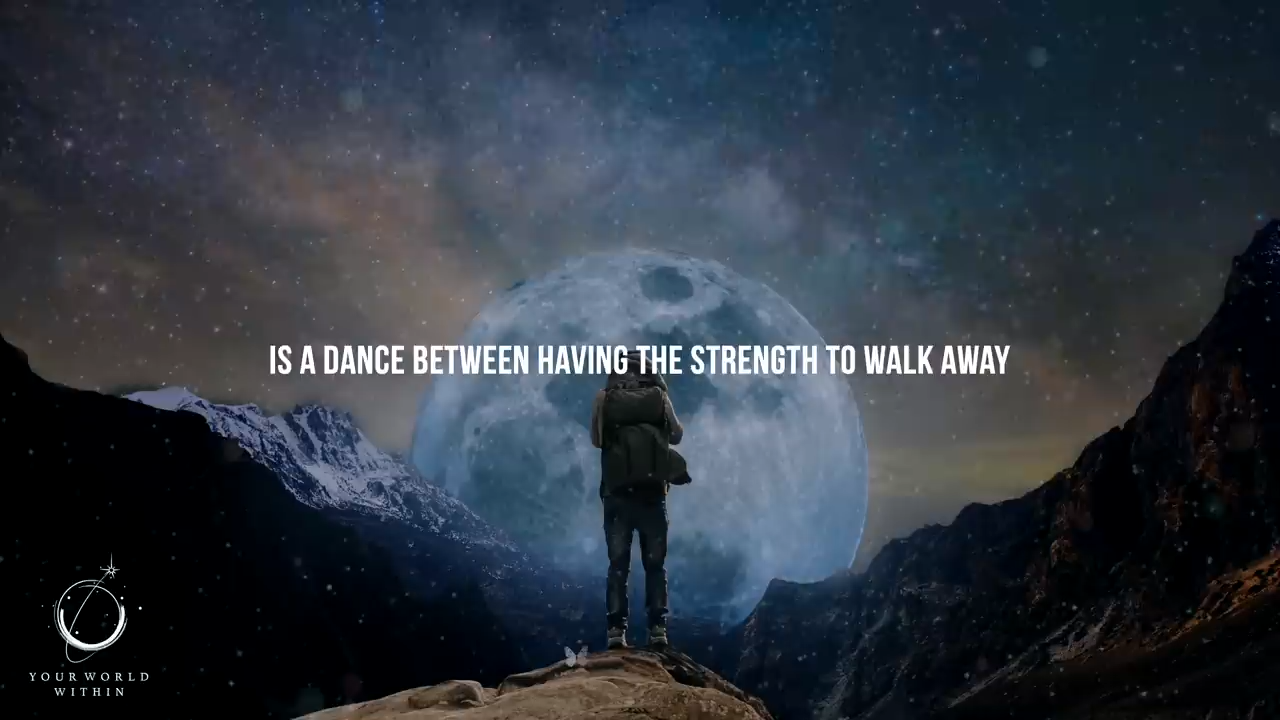 IS A DANCE BETWEEN HAVING THE STRENGTH TO WALK AWAY
YOUR WORLD
WITHIN